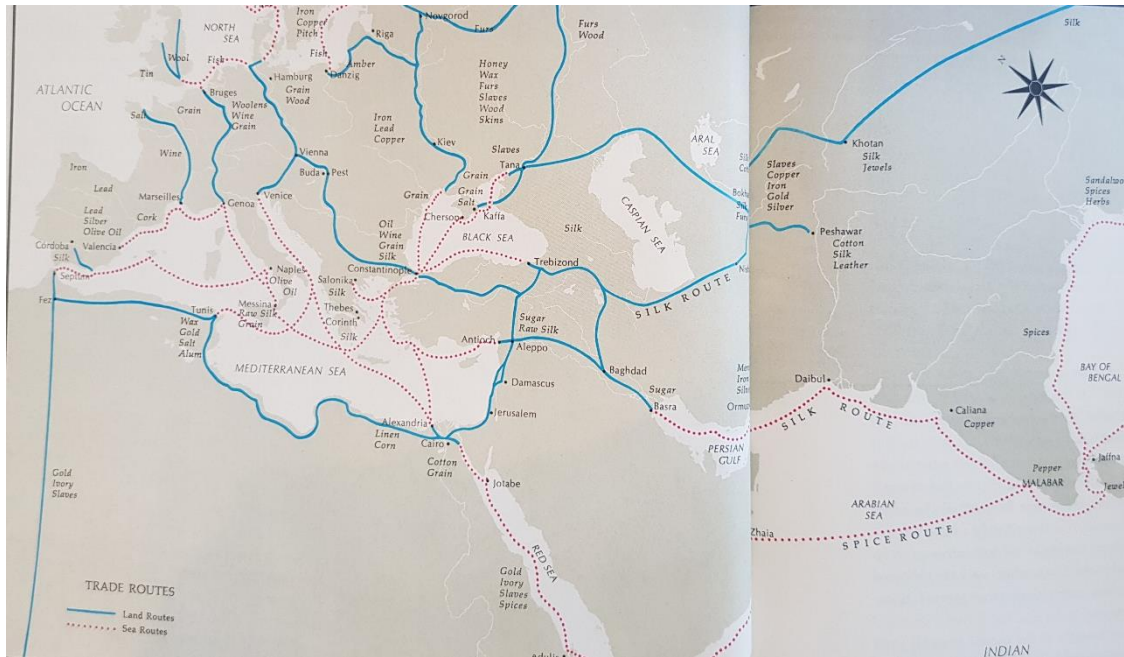 NORTH
SEA
Iron
Copper
Pitch
Riga
Novgorod
Furs
Furs
Wood
Wool
Fish
Fish
Amber
Danzig
Tin
Hamburg
Grain
Wood
Honey
Wax
Furs
Slaves
Wood
Skins
ATLANTIC
OCEAN
Bruges
Grain
Woolens
Wine
Grain
Salt
Iron
Lead
Copper
Kiev
Slaves
Tana
ARAL
SEA
Wine
Vienna
Buda
Pest
Iron
Lead
Marseilles
Genoa
Venice
Grain
Grain
Grain
Salt
Cherson
Kaffa
CASPIAN SEA
Lead
Silver
Olive Oil
Cork
Oil
Wine
Grain
Silk
BLACK SEA
Silk
Cordoba
Silk
Valencia
Naples
Olive
Oil
Salonika
Silk
Constantinople
Trebizond
SILK ROUTE
Fez
Tunis
Wax
Gold
Salt
Alum
Messina
Raw Silk
Grain
Thebes
Corinth
Silk
Sugar
Raw Silk
Antioch
Aleppo
MEDITERRANEAN SEA
Baghdad
Damascus
Sugar
Basra
Jerusalem
Alexandria
Linen
Corn
Cairo
Cotton
Grain
PERSIAN
GULF
Gold
Ivory
Slaves
Jotabe
RED SEA
Gold
Ivory
Slaves
Spices
TRADE ROUTES
Land Routes
Sea Routes
Silk
N
Khotan
Silk
Jewels
Slaves
Copper
Iron
Gold
Silver
Spices
Herbs
Peshawar
Cotton
Silk
Leather
Spices
BAY OF
BENGAL
Daibul
SILK ROUTE
Caliana
Copper
Pepper
MALABAR
Jaffna
ARABIAN
SEA
Zhaia
SPICE ROUTE
INDIAN